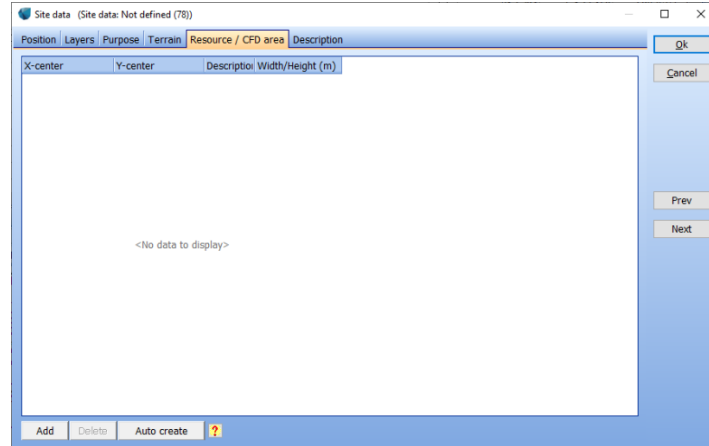 Site data (Site data: Not defined (78))
Position Layers Purpose Terrain Resource / CFD area Description
Ok
X-center Y-center Descriptio Width/Height (m)
Cancel
Prev
Next
<No data to display>
Add Delete Auto create ?